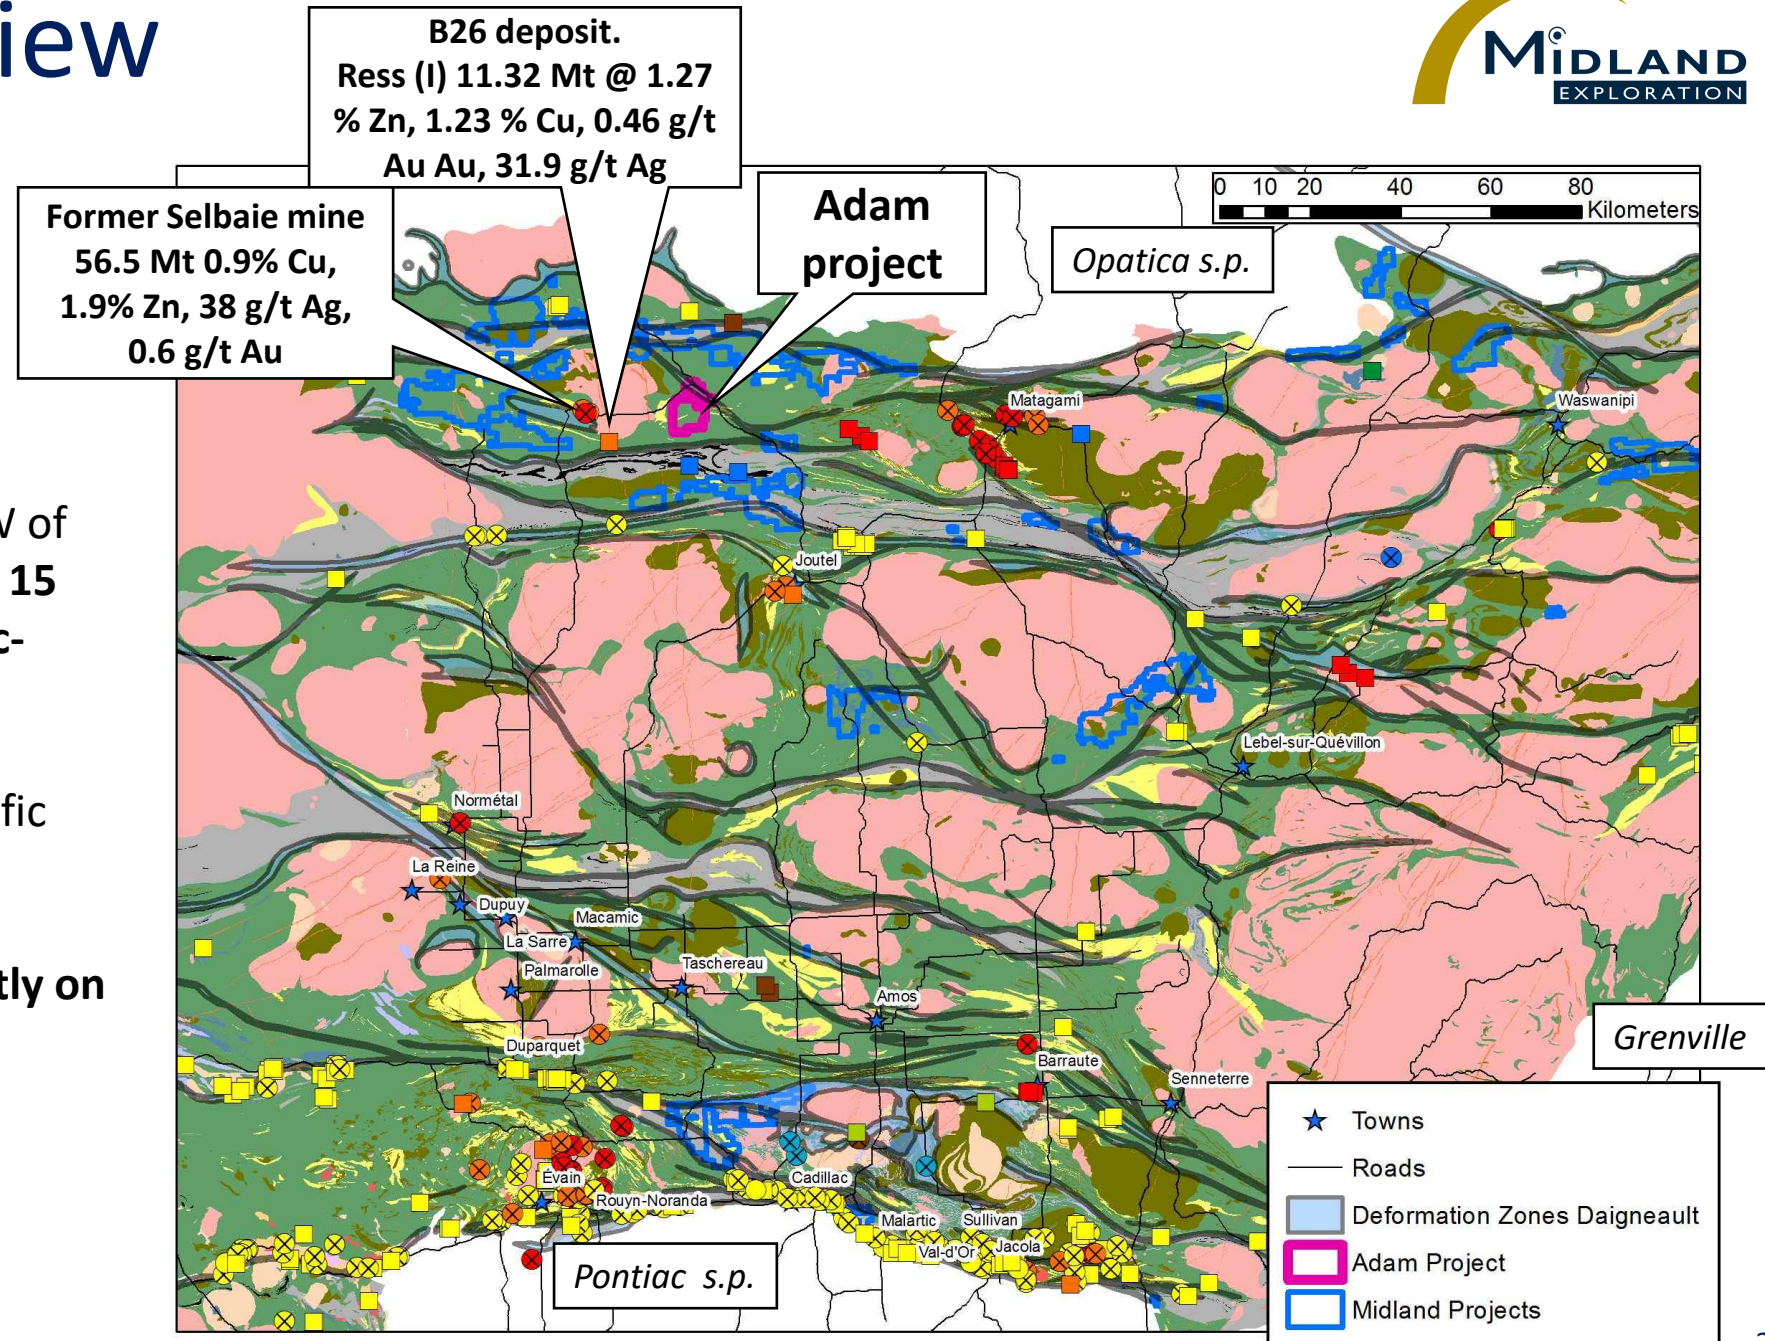 iew
MIDLAND
EXPLORATION
B26 deposit.
Ress (I) 11.32 Mt @ 1.27
% Zn, 1.23 % Cu, 0.46 g/t
Au Au, 31.9 g/t Ag
Former Selbaie mine
56.5 Mt 0.9% Cu,
1.9% Zn, 38 g/t Ag,
0.6 g/t Au
Adam
project
0 10 20 40 60 80
Kilometers
Opatica s.p.
Matagami
Waswanipi
W of
15
c-
Joutel
Lebel-sur-Quévillon
Normétal
fic
La Reine
Dupuy
Macamic
La Sarre
Palmarolle
Taschereau
tly on
Amos
Duparquet
Barraute
Senneterre
Grenville
Évain
Rouyn-Noranda
Cadillac
Malartic
Sullivan
Val-d'Or
Jacola
Pontiac s.p.
Towns
Roads
Deformation Zones Daigneault
Adam Project
Midland Projects